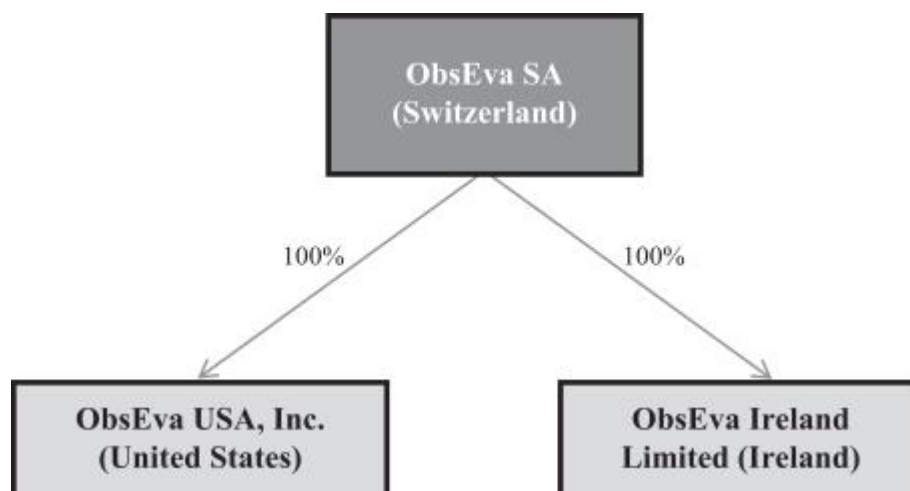 ObsEva SA
(Switzerland)
100%
100%
ObsEva USA, Inc.
(United States)
ObsEva Ireland
Limited (Ireland)